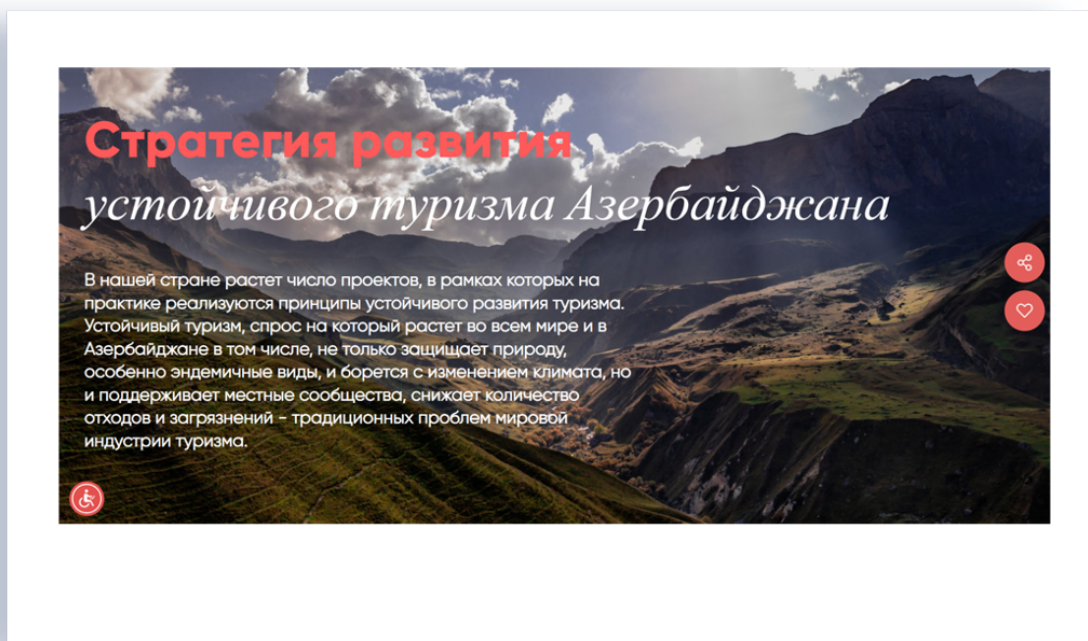 Стратегия развития
устойчивого туризма Азербайджана
В нашей стране растет число проектов, в рамках которых на
практике реализуются принципы устойчивого развития туризма.
Устойчивый туризм, спрос на который растет во всем мире и в
Азербайджане в том числе, не только защищает природу,
особенно эндемичные виды, и борется с изменением климата, но
и поддерживает местные сообщества, снижает количество
отходов и загрязнений - традиционных проблем мировой
индустрии туризма.